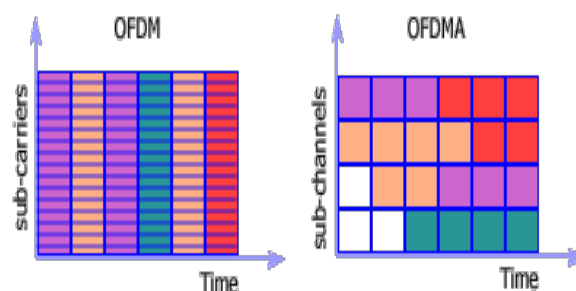 OFDM
sub-carriers
Time
OFDMA
sub-channels
Time